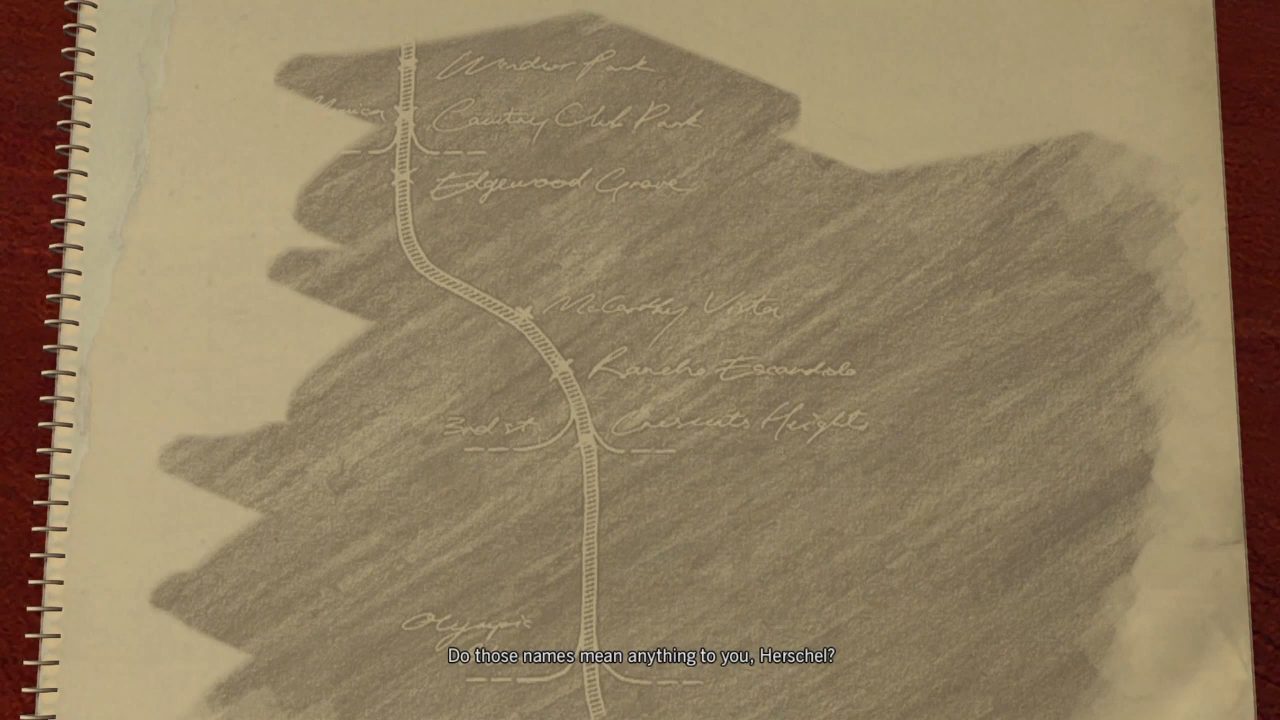 Windsor Park
Country Club Park
Edgewood Grove
McCarthy Vista
Rancho Escondido
3rd st
Crescents Heights
Olympic
Do those names mean anything to you, Herschel?